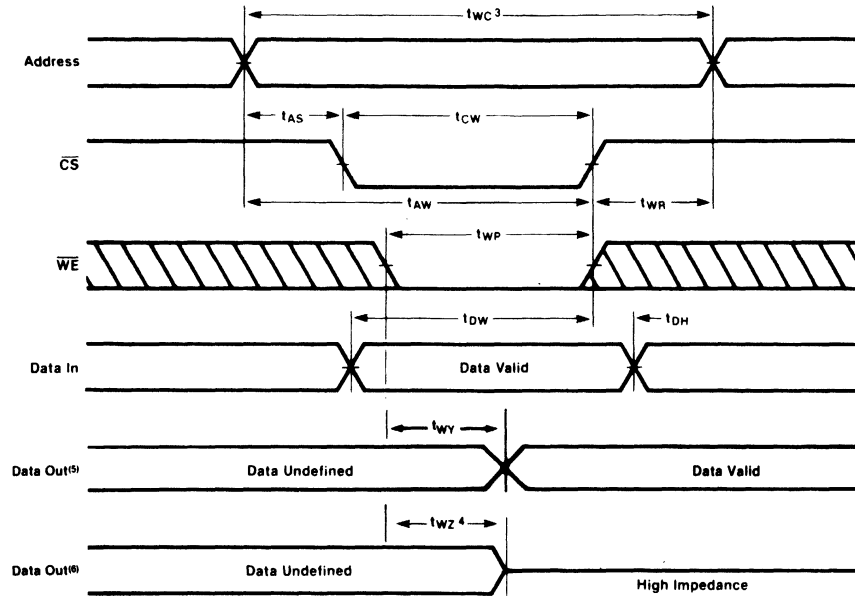 tWC3
Address
tAS
tCW
CS
tAW
tWR
tWP
WE
tDW
tDH
Data In
Data Valid
tWY
Data Out(5)
Data Undefined
Data Valid
tWZ4
Data Out(6)
Data Undefined
High Impedance